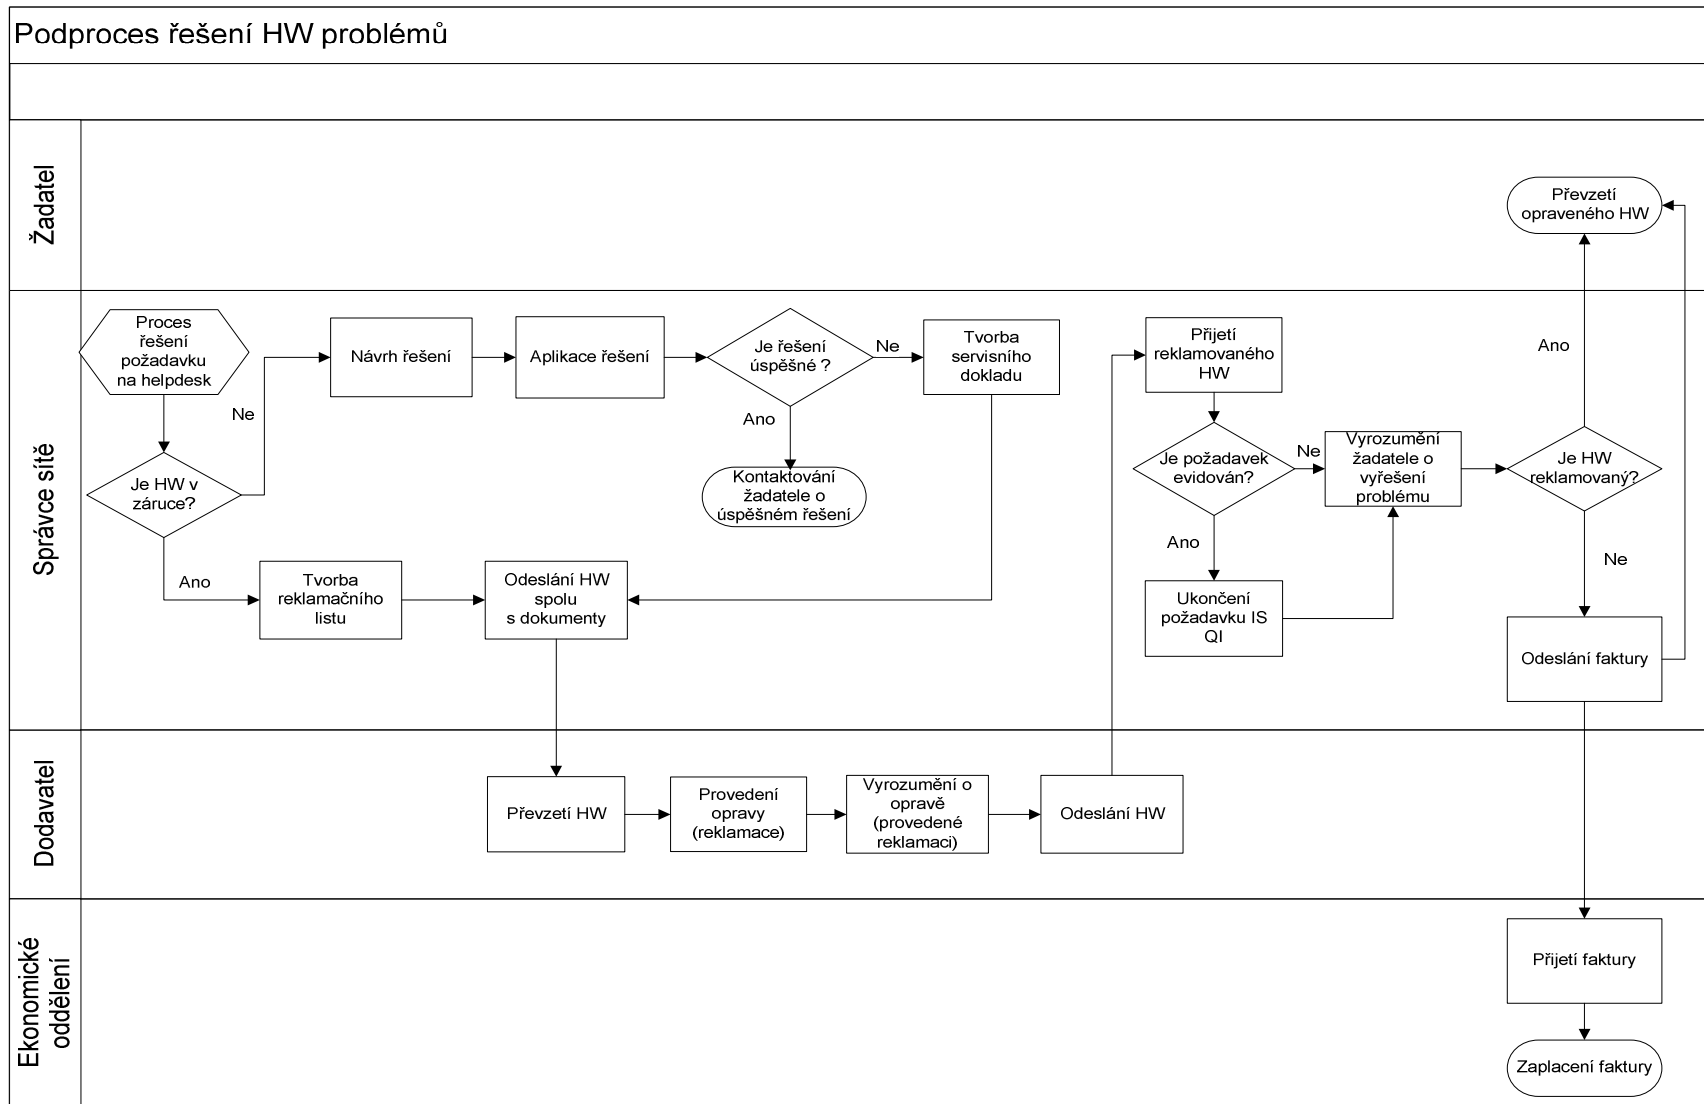 Podproces řešení HW problémů
Žadatel
Převzetí
opraveného HW
Správce sítě
Proces
řešení
požadavku
na helpdesk
Návrh řešení
Aplikace řešení
Je řešení
úspěšné ?
Ne
Tvorba
servisního
dokladu
Přijetí
reklamovaného
HW
Ano
Ne
Ano
Je HW v
záruce?
Kontaktování
žadatele o
úspěšném řešení
Je požadavek
evidován?
Ne
Vyrozumění
žadatele o
vyřešení
problému
Je HW
reklamovaný?
Ano
Tvorba
reklamačního
listu
Odeslání HW
spolu
s dokumenty
Ano
Ukončení
požadavku IS
QI
Ne
Odeslání faktury
Dodavatel
Převzetí HW
Provedení
opravy
(reklamace)
Vyrozumění o
opravě
(provedené
reklamaci)
Odeslání HW
Ekonomické
oddělení
Přijetí faktury
Zaplacení faktury